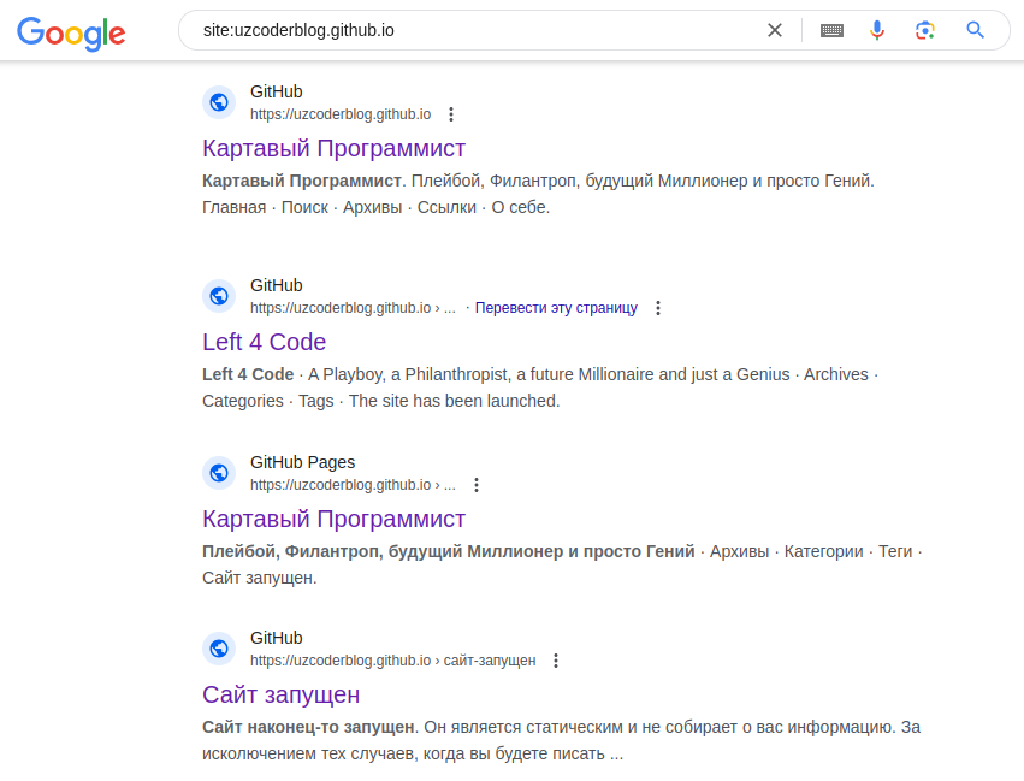 Google
site:uzcoderblog.github.io
GitHub
https://uzcoderblog.github.io
Картавый Программист
Картавый Программист. Плейбой, Филантроп, будущий Миллионер и просто Гений.
Главная · Поиск · Архивы · Ссылки · О себе.
GitHub
https://uzcoderblog.github.io › ... · Перевести эту страницу
Left 4 Code
Left 4 Code · A Playboy, a Philanthropist, a future Millionaire and just a Genius · Archives ·
Categories · Tags · The site has been launched.
GitHub Pages
https://uzcoderblog.github.io › ...
Картавый Программист
Плейбой, Филантроп, будущий Миллионер и просто Гений · Архивы · Категории · Теги ·
Сайт запущен.
GitHub
https://uzcoderblog.github.io › сайт-запущен
Сайт запущен
Сайт наконец-то запущен. Он является статическим и не собирает о вас информацию. За
исколючением тех случаев, когда вы будете писать ...